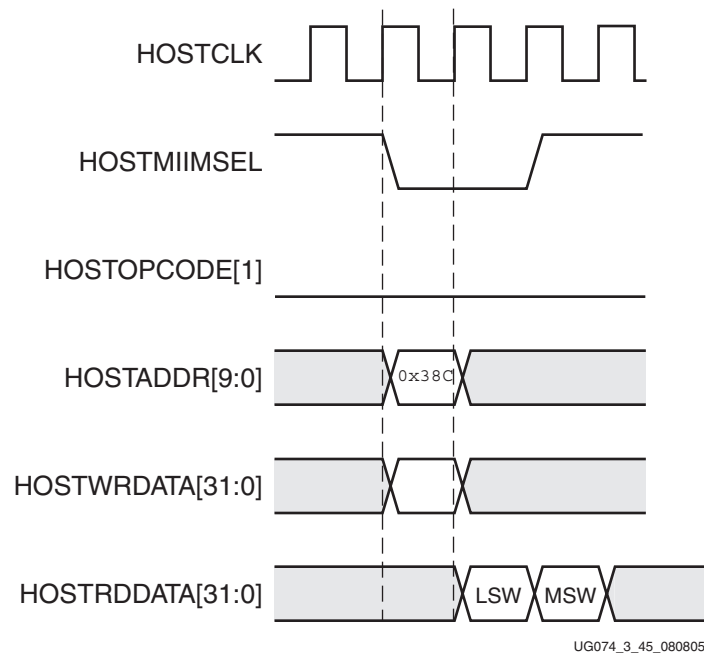 HOSTCLK
HOSTMIIMSEL
HOSTOPCODE[1]
HOSTADDR[9:0]
0x38C
HOSTWRDATA[31:0]
HOSTRDDATA[31:0]
LSW
MSW
UG074_3_45_080805